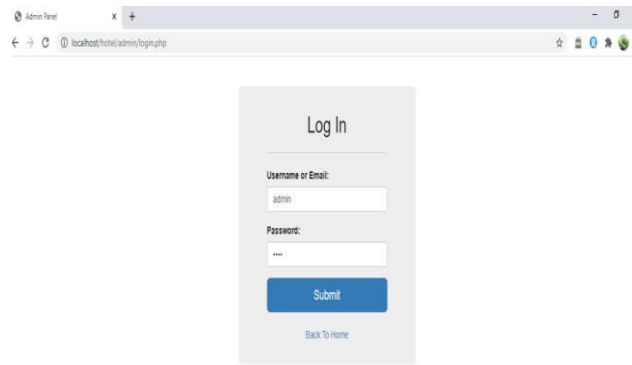 Admin Panel
localhost/hotel/admin/login.php
Log In
Username or Email:
admin
Password:
••••
Submit
Back To Home